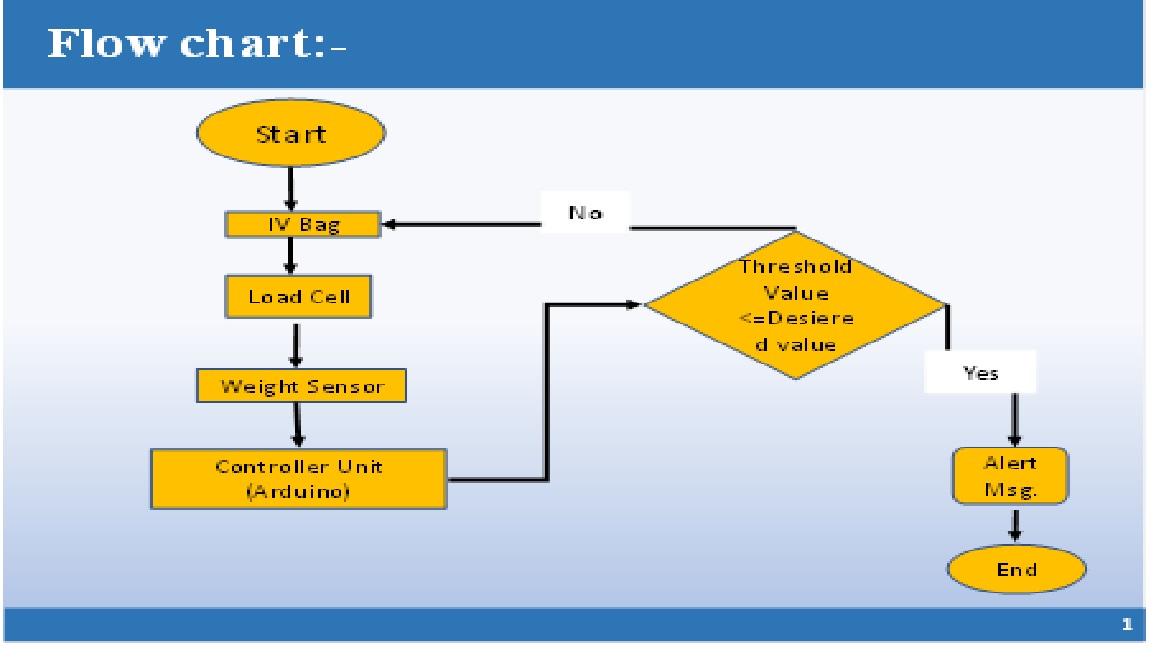 Flow chart:-
Start
IV Bag
No
Load Cell
Threshold
Value
<=Desiere
d value
Weight Sensor
Yes
Controller Unit
(Arduino)
Alert
Msg.
End
1